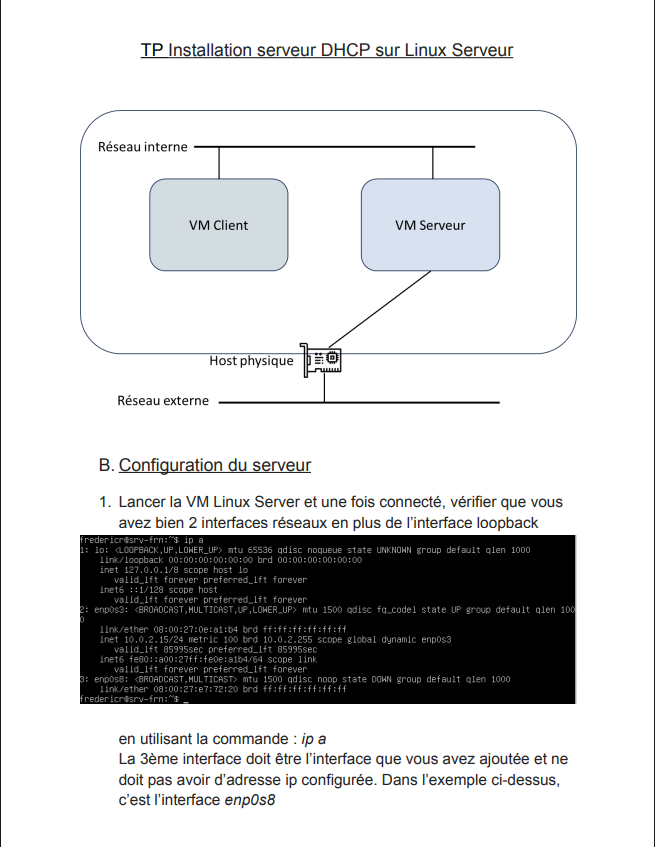 TP Installation serveur DHCP sur Linux Serveur
Réseau interne
VM Client
VM Serveur
Host physique
Réseau externe
B. Configuration du serveur
1. Lancer la VM Linux Server et une fois connecté, vérifier que vous
avez bien 2 interfaces réseaux en plus de l’interface loopback
fredericr@srv-frn:~$ ip a
1: lo: <LOOPBACK,UP,LOWER_UP> mtu 65536 qdisc noqueue state UNKNOWN group default qlen 1000
link/loopback 00:00:00:00:00:00 brd 00:00:00:00:00:00
inet 127.0.0.1/8 scope host lo
valid_lft forever preferred_lft forever
inet6 ::1/128 scope host
valid_lft forever preferred_lft forever
2: enp0s3: <BROADCAST,MULTICAST,UP,LOWER_UP> mtu 1500 qdisc fq_codel state UP group default qlen 100
0
link/ether 08:00:27:0e:a1:b4 brd ff:ff:ff:ff:ff:ff
inet 10.0.2.15/24 metric 100 brd 10.0.2.255 scope global dynamic enp0s3
valid_lft 85995sec preferred_lft 85995sec
inet6 fe80::a00:27ff:fe0e:a1b4/64 scope link
valid_lft forever preferred_lft forever
3: enp0s8: <BROADCAST,MULTICAST> mtu 1500 qdisc noop state DOWN group default qlen 1000
link/ether 08:00:27:e7:72:20 brd ff:ff:ff:ff:ff:ff
fredericr@srv-frn:~$ _
en utilisant la commande : ip a
La 3ème interface doit être l’interface que vous avez ajoutée et ne
doit pas avoir d’adresse ip configurée. Dans l’exemple ci-dessus,
c’est l’interface enp0s8